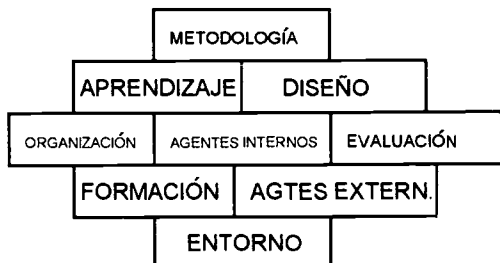 METODOLOGÍA
APRENDIZAJE DISEÑO
ORGANIZACIÓN AGENTES INTERNOS EVALUACIÓN
FORMACIÓN AGTES EXTERN.
ENTORNO